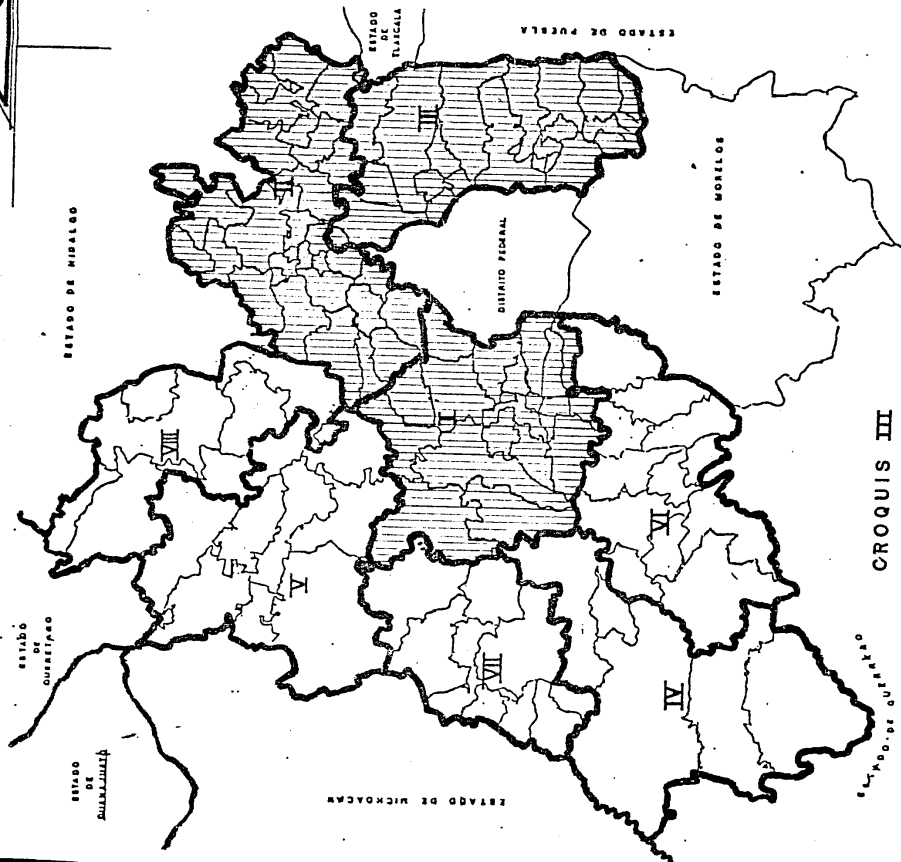 ESTADO
DE
TLAXCALA
ESTADO DE PUEBLA
ESTADO DE HIDALGO
II
III
ESTADO DE MORELOS
DISTRITO FEDERAL
I
VIII
V
VI
VII
IV
ESTADO
DE
QUERETARO
ESTADO
DE
GUANAJUATO
ESTADO DE MICHOACAN
ESTADO DE GUERRERO
CROQUIS III